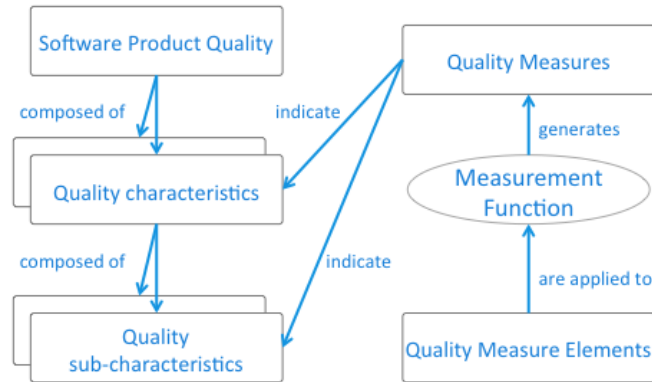 Software Product Quality
Quality Measures
composed of
indicate
generates
Quality characteristics
Measurement
Function
composed of
indicate
are applied to
Quality
sub-characteristics
Quality Measure Elements